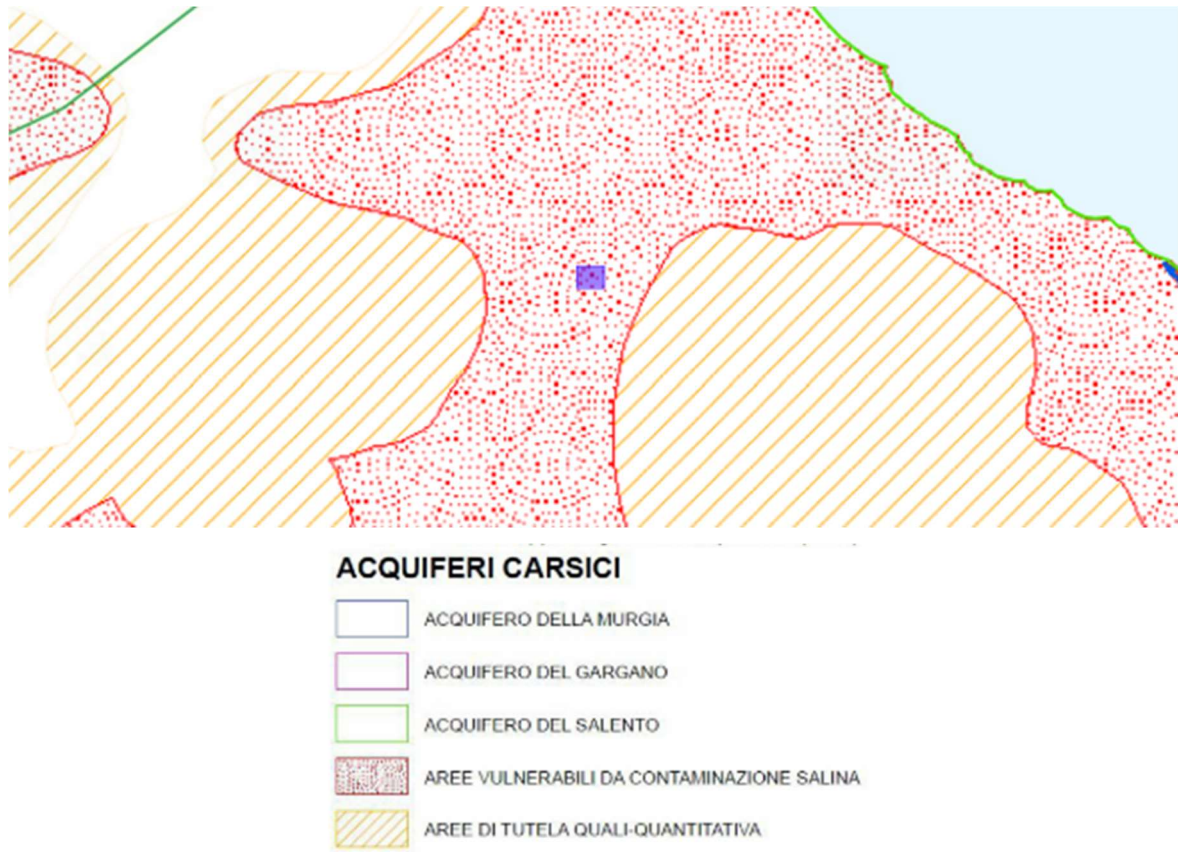 ACQUIFERI CARSICI
ACQUIFERO DELLA MURGIA
ACQUIFERO DEL GARGANO
ACQUIFERO DEL SALENTO
AREE VULNERABILI DA CONTAMINAZIONE SALINA
AREE DI TUTELA QUALI-QUANTITATIVA